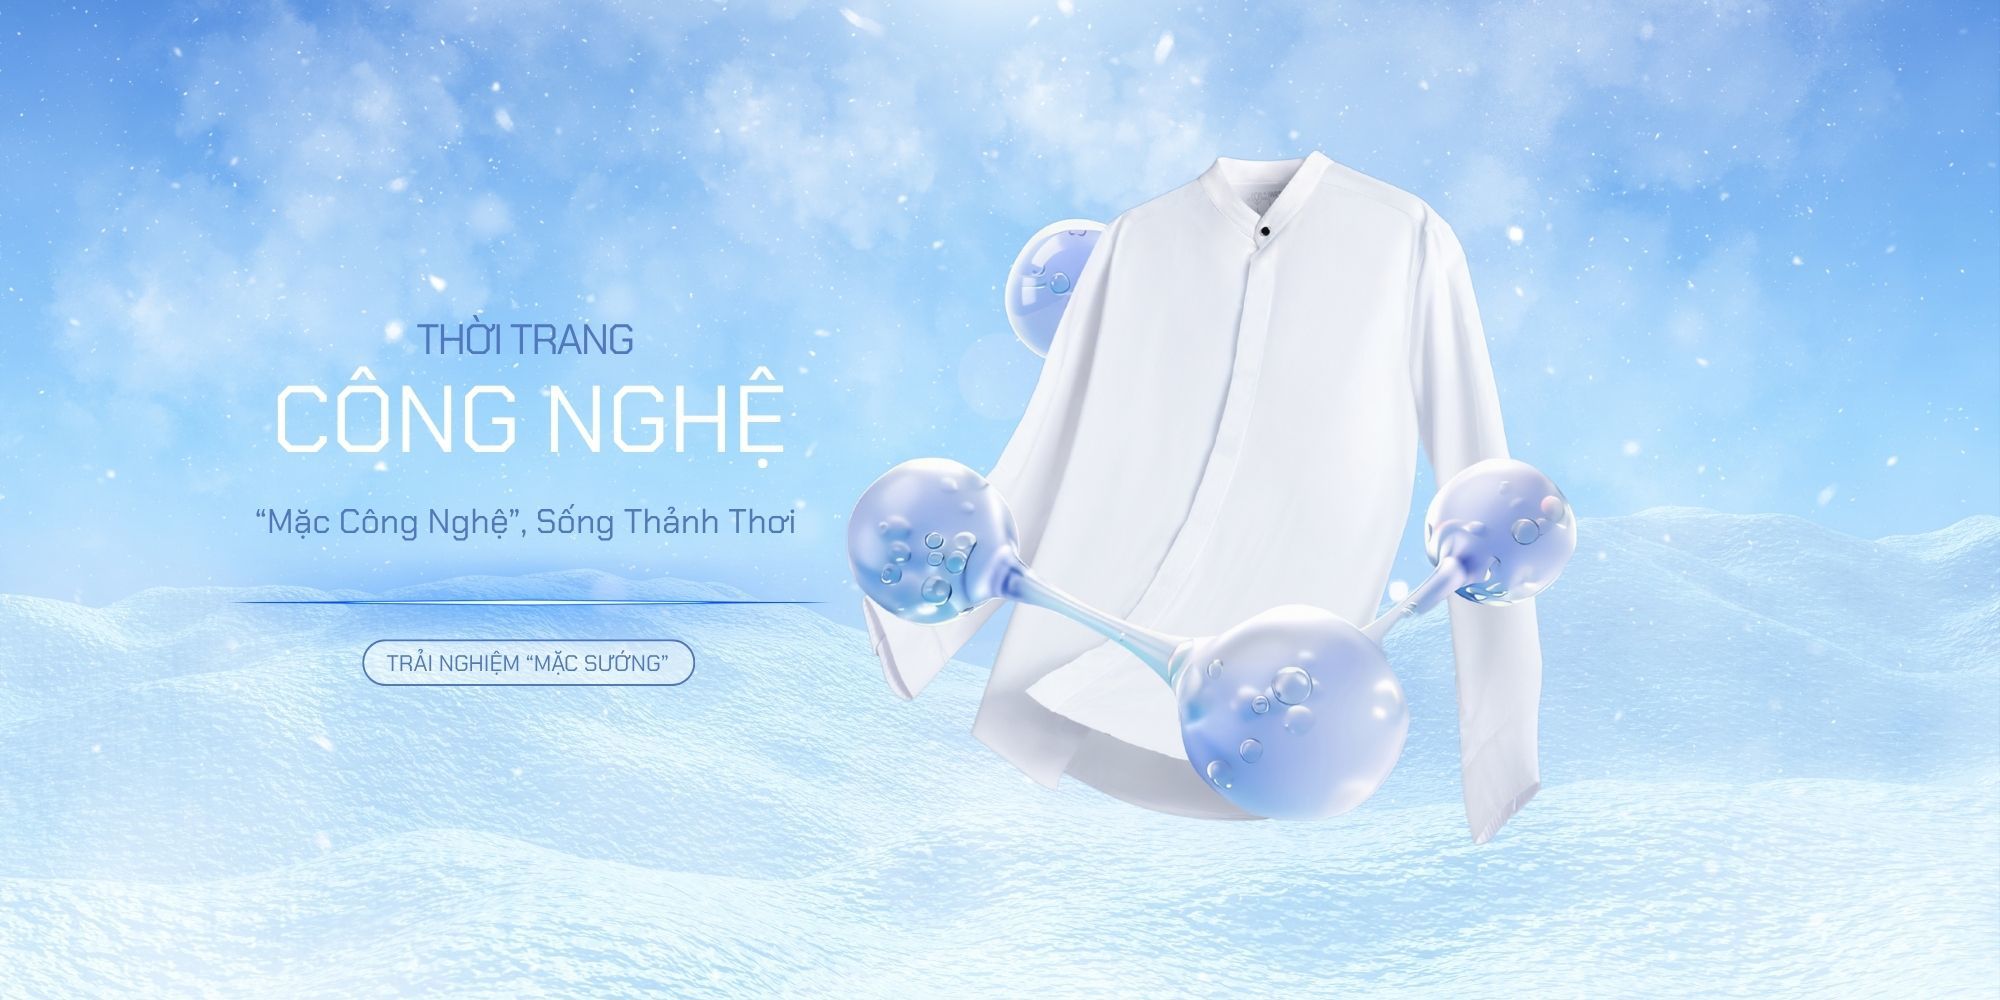 THỜI TRANG
CÔNG NGHỆ
“Mặc Công Nghệ”, Sống Thảnh Thơi
TRẢI NGHIỆM “MẶC SƯỚNG”